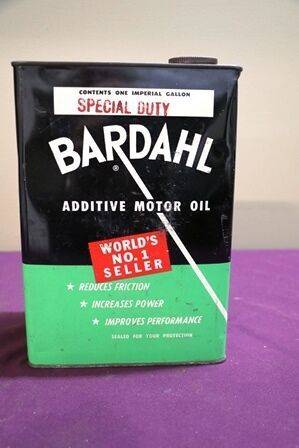 CONTENTS ONE IMPERIAL GALLON
SPECIAL DUTY
BARDAHL
®
ADDITIVE MOTOR OIL
WORLD'S
NO. 1
SELLER
★ REDUCES FRICTION
★ INCREASES POWER
★ IMPROVES PERFORMANCE
SEALED FOR YOUR PROTECTION